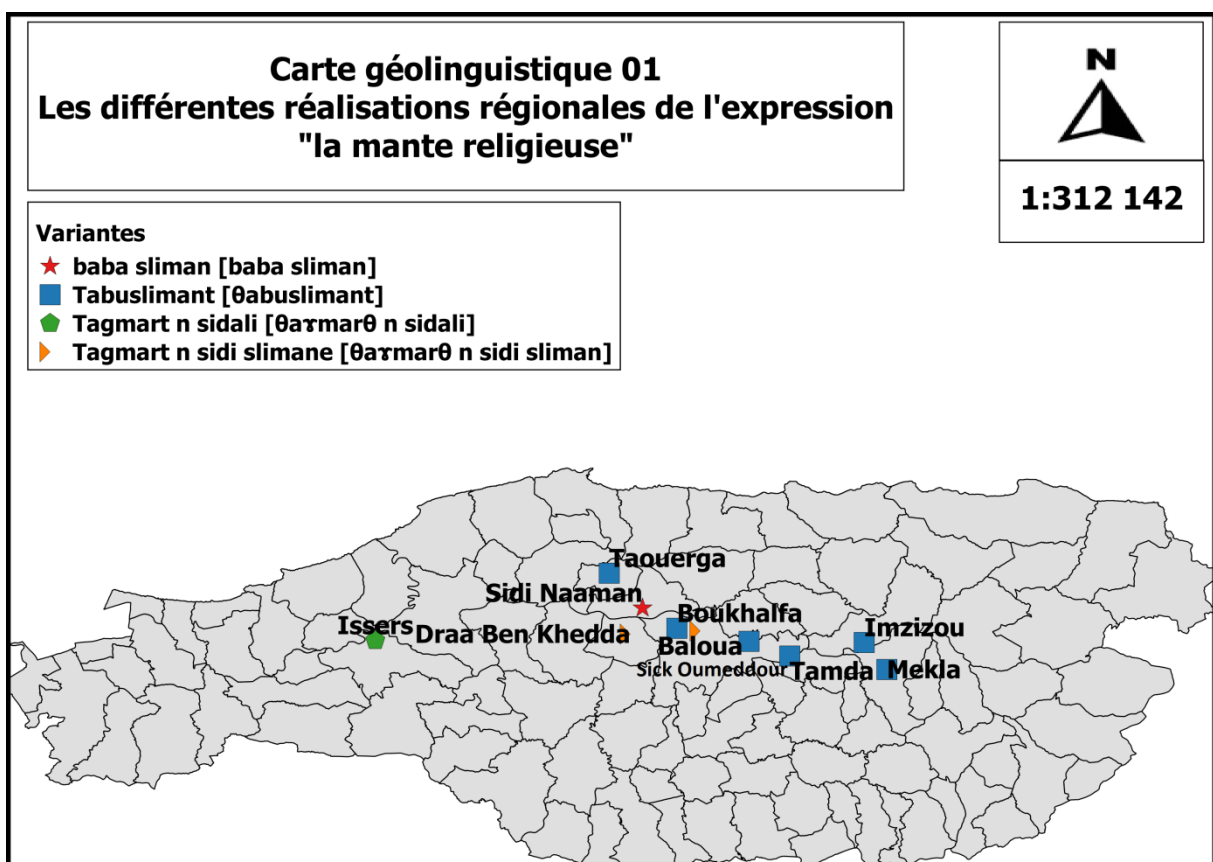 Carte géolinguistique 01
Les différentes réalisations régionales de l'expression
"la mante religieuse"
N
1:312 142
Variantes
baba sliman [baba sliman]
Tabuslimant [θabuslimant]
Tagmart n sidali [θaɤmarθ n sidali]
Tagmart n sidi slimane [θaɤmarθ n sidi sliman]
Taouerga
Sidi Naaman
Boukhalfa
Issers
Draa Ben Khedda
Imzizou
Baloua
Sick Oumeddour
Tamda
Mekla